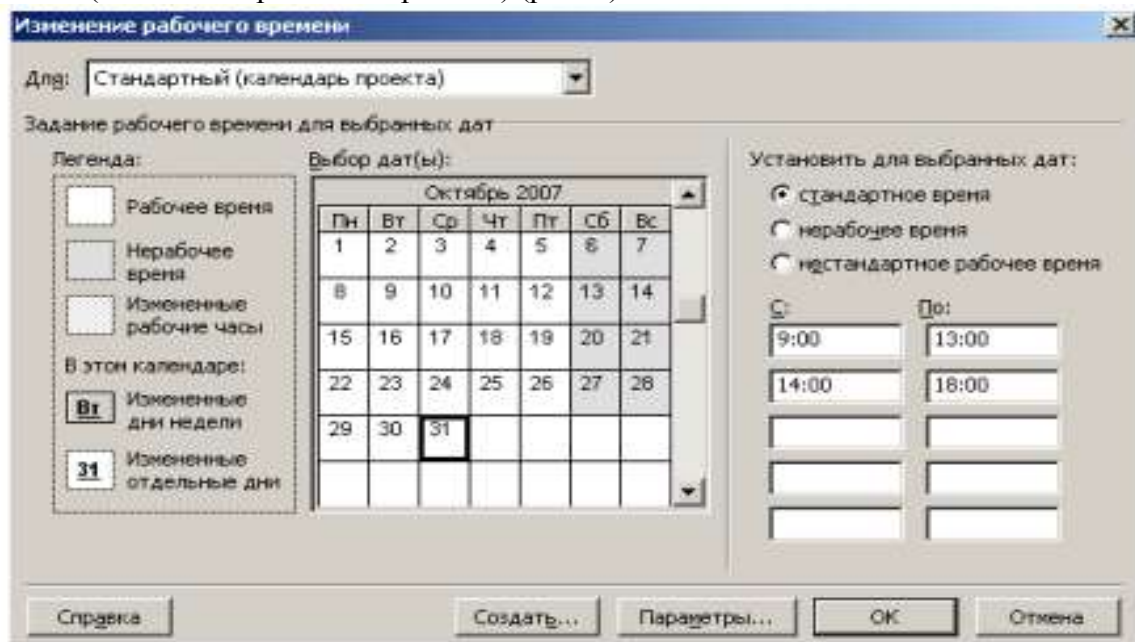 Изменение рабочего времени
Для: Стандартный (календарь проекта)
Задание рабочего времени для выбранных дат
Легенда:
Рабочее время
Нерабочее
время
Измененные
рабочие часы
В этом календаре:
Вт Измененные
дни недели
31 Измененные
отдельные дни
Выбор дат(ы):
Октябрь 2007
Пн Вт Ср Чт Пт Сб Вс
1 2 3 4 5 6 7
8 9 10 11 12 13 14
15 16 17 18 19 20 21
22 23 24 25 26 27 28
29 30 31
Установить для выбранных дат:
стандартное время
нерабочее время
нестандартное рабочее время
С: По:
9:00 13:00
14:00 18:00
Справка Создать... Параметры... ОК Отмена